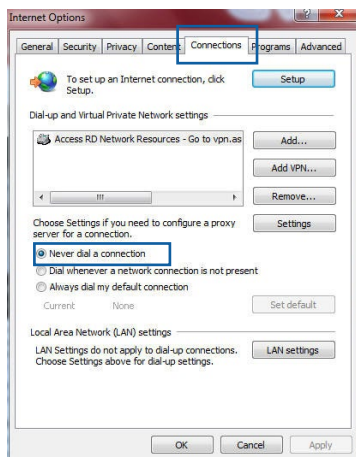 Internet Options
General Security Privacy Content Connections Programs Advanced
To set up an Internet connection, click
Setup.
Setup
Dial-up and Virtual Private Network settings
Access RD Network Resources - Go to vpn.as
Add...
Add VPN...
Remove...
Choose Settings if you need to configure a proxy
server for a connection.
Settings
Never dial a connection
Dial whenever a network connection is not present
Always dial my default connection
Current None
Set default
Local Area Network (LAN) settings
LAN Settings do not apply to dial-up connections.
Choose Settings above for dial-up settings.
LAN settings
OK Cancel Apply